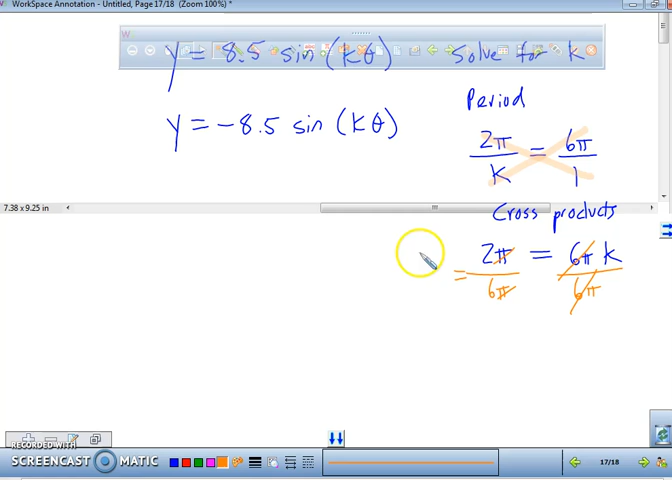 WorkSpace Annotation - Untitled, Page 17/18 (Zoom 100%)
y = 8.5 sin (kθ) solve for k
Period
y = -8.5 sin (kθ)
2π/k = 6π/1
7.38 x 9.25 in
Cross products
2π = 6π k
= 6π 6π
RECORDED WITH
SCREENCAST MATIC
17/18